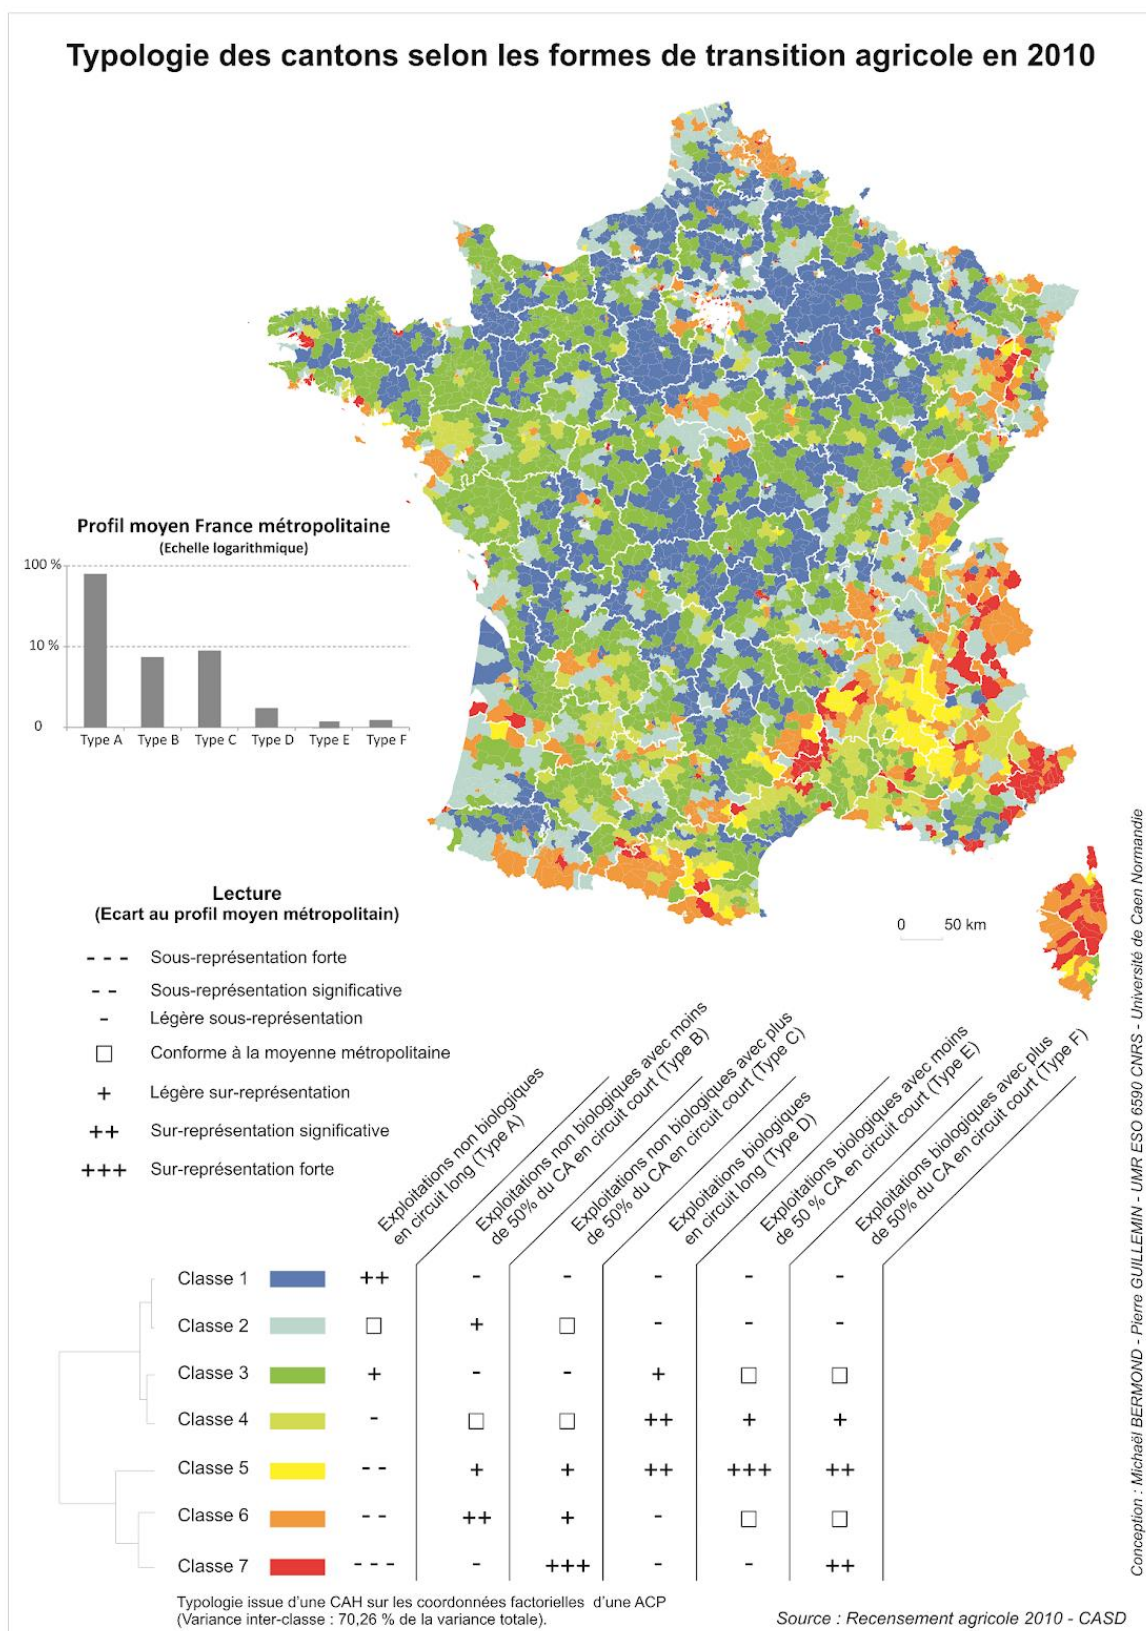 Typologie des cantons selon les formes de transition agricole en 2010
Profil moyen France métropolitaine
(Echelle logarithmique)
100 %
10 %
0
Type A Type B Type C Type D Type E Type F
Lecture
(Ecart au profil moyen métropolitain)
- - - Sous-représentation forte
- - Sous-représentation significative
- Légère sous-représentation
□ Conforme à la moyenne métropolitaine
+ Légère sur-représentation
++ Sur-représentation significative
+++ Sur-représentation forte
0 50 km
Exploitations non biologiques
en circuit long (Type A)
Exploitations non biologiques avec moins
de 50% du CA en circuit court (Type B)
Exploitations non biologiques avec plus
de 50% du CA en circuit court (Type C)
Exploitations biologiques
en circuit long (Type D)
Exploitations biologiques avec moins
de 50 % CA en circuit court (Type E)
Exploitations biologiques avec plus
de 50% du CA en circuit court (Type F)
Classe 1 ++ - - - - -
Classe 2 □ + □ - - -
Classe 3 + - - + □ □
Classe 4 - □ □ ++ + +
Classe 5 - - + + ++ +++ ++
Classe 6 - - ++ + - □ □
Classe 7 - - - - +++ - - ++
Typologie issue d'une CAH sur les coordonnées factorielles d'une ACP
(Variance inter-classe : 70,26 % de la variance totale).
Source : Recensement agricole 2010 - CASD
Conception : Michaël BERMOND - Pierre GUILLEMIN - UMR ESO 6590 CNRS - Université de Caen Normandie